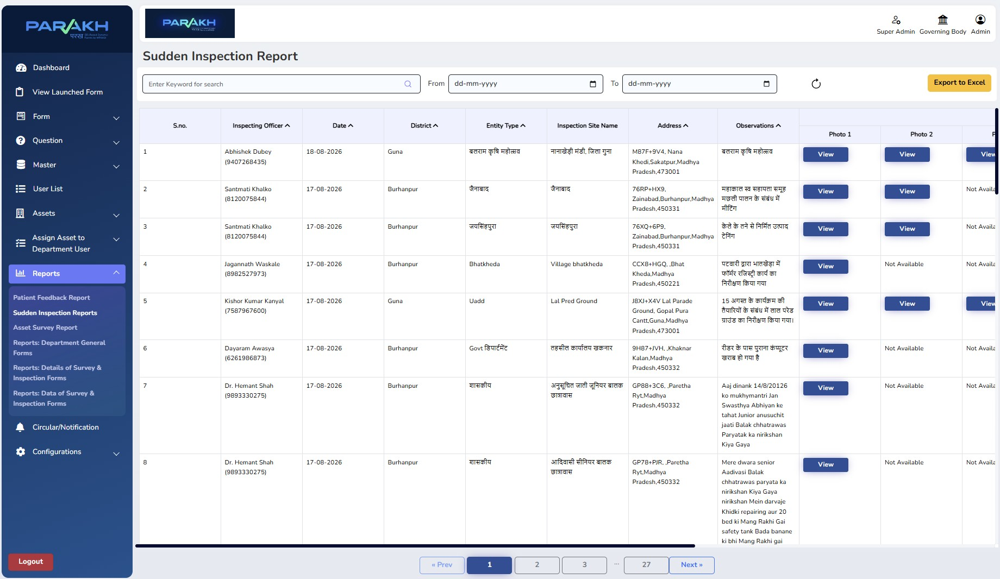 PARAKH
परख
Dashboard
View Launched Form
Form
Question
Master
User List
Assets
Assign Asset to
Department User
Reports
Patient Feedback Report
Sudden Inspection Reports
Asset Survey Report
Reports: Department General
Forms
Reports: Details of Survey &
Inspection Forms
Reports: Data of Survey &
Inspection Forms
Circular/Notification
Configurations
Logout
PARAKH
परख
Super Admin Governing Body Admin
Sudden Inspection Report
Enter Keyword for search From dd-mm-yyyy To dd-mm-yyyy Export to Excel
S.no. Inspecting Officer Date District Entity Type Inspection Site Name Address Observations
Photo 1 Photo 2 P
1 Abhishek Dubey 18-08-2026 Guna बलराम कृषि महोत्सव नानाखेड़ी मंडी, जिला गुना M87F+9V4, Nana बलराम कृषि महोत्सव View View View
(9407268435) Khedi,Sakatpur,Madhya
Pradesh,473001
2 Santmati Khalko 17-08-2026 Burhanpur जैनाबाद जैनाबाद 76RP+HX9, महाकाल स्व सहायता समूह View View Not Availa
(8120075844) Zainabad,Burhanpur,Madhya मछली पालन के संबंध में
Pradesh,450331 मीटिंग
3 Santmati Khalko 17-08-2026 Burhanpur जयसिंहपुरा जयसिंहपुरा 76XQ+6P9, केले के तने से निर्मित उत्पाद View View Not Availa
(8120075844) Zainabad,Burhanpur,Madhya टेनिंग
Pradesh,450331
4 Jagannath Waskale 17-08-2026 Burhanpur Bhatkheda Village bhatkheda CCX8+HGQ, ,Bhat पटवारी द्वारा भातखेड़ा में View Not Available Not Availa
(8982527973) Kheda,Madhya फॉर्मर रजिस्ट्री कार्य का
Pradesh,450221 निरीक्षण किया गया
5 Kishor Kumar Kanyal 17-08-2026 Guna Uadd Lal Pred Ground J8XJ+X4V Lal Parade 15 अगस्त के कार्यक्रम की View View View
(7587967600) Ground, Gopal Pura तैयारियों के संबंध में लाल परेड
Cantt,Guna,Madhya ग्राउंड का निरीक्षण किया गया।
Pradesh,473001
6 Dayaram Awasya 17-08-2026 Burhanpur Govt डिपार्टमेंट तहसील कार्यालय खकनार 9H87+JVH, ,Khaknar रीडर के पास पुराना कंप्यूटर View Not Available Not Availa
(6261986873) Kalan,Madhya खराब हो गया है
Pradesh,450332
7 Dr. Hemant Shah 17-08-2026 Burhanpur शासकीय अनुसूचित जाती जूनियर बालक GP88+3C6, ,Paretha Aaj dinank 14/8/20126 View Not Available Not Availa
(9893330275) छात्रावास Ryt,Madhya ko mukhymantri Jan
Pradesh,450332 Swasthya Abhiyan ke
tahat Junior anusuchit
jaati Balak chhatrawas
Paryatak ka nirikshan
Kiya Gaya
8 Dr. Hemant Shah 17-08-2026 Burhanpur शासकीय आदिवासी सीनियर बालक GP78+PJR, ,Paretha Mere dwara senior View Not Available Not Availa
(9893330275) छात्रावास Ryt,Madhya Aadivasi Balak
Pradesh,450332 chhatrawas paryata ka
nirikshan Kiya Gaya
nirikshan Mein darvaje
Khidki repairing aur 20
bed ki Mang Rakhi Gai
safety tank Bada banane
ki bhi Mang Rakhi gai
« Prev 1 2 3 ... 27 Next »